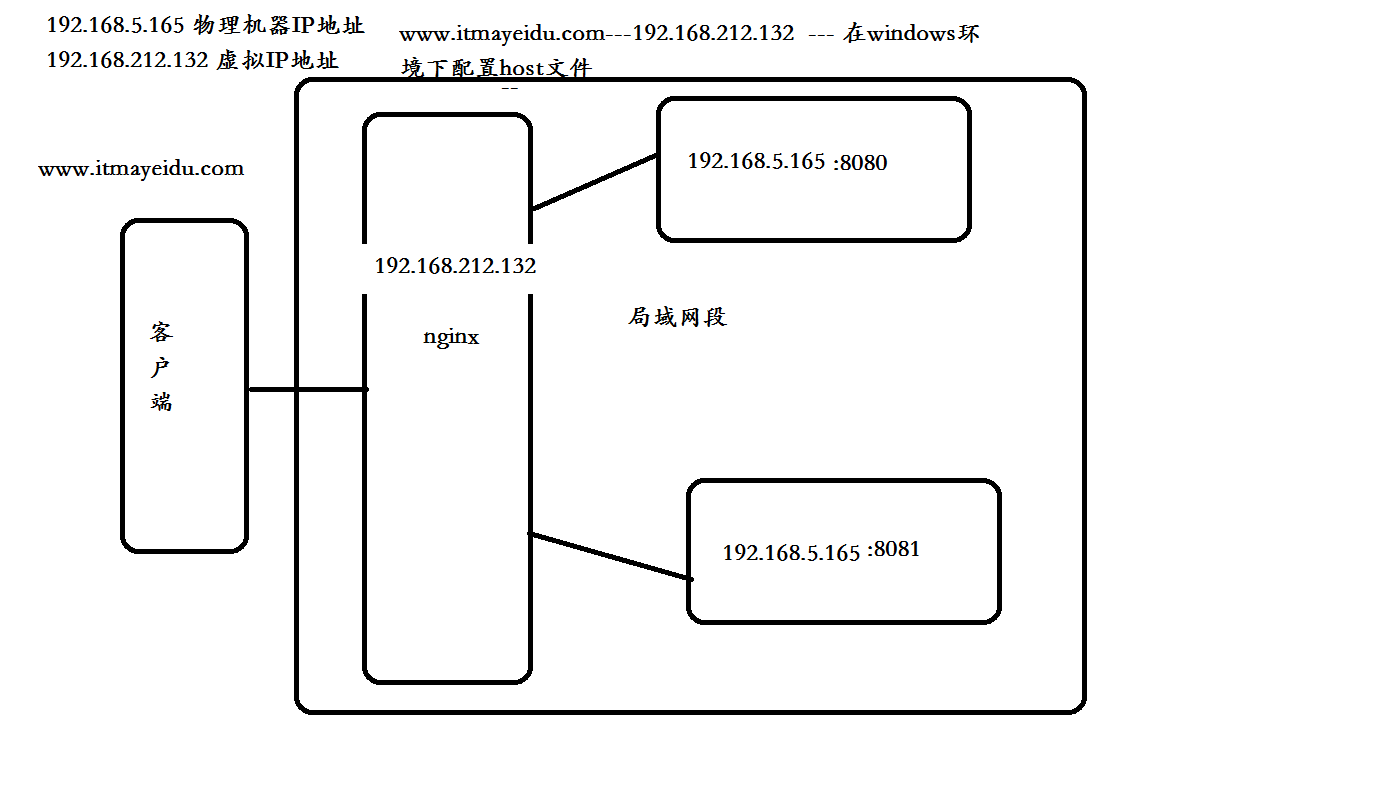 192.168.5.165 物理机器IP地址
192.168.212.132 虚拟IP地址
www.itmayeidu.com---192.168.212.132 --- 在windows环
境下配置host文件
--
www.itmayeidu.com
192.168.5.165 :8080
192.168.212.132
局域网段
nginx
客
户
端
192.168.5.165 :8081